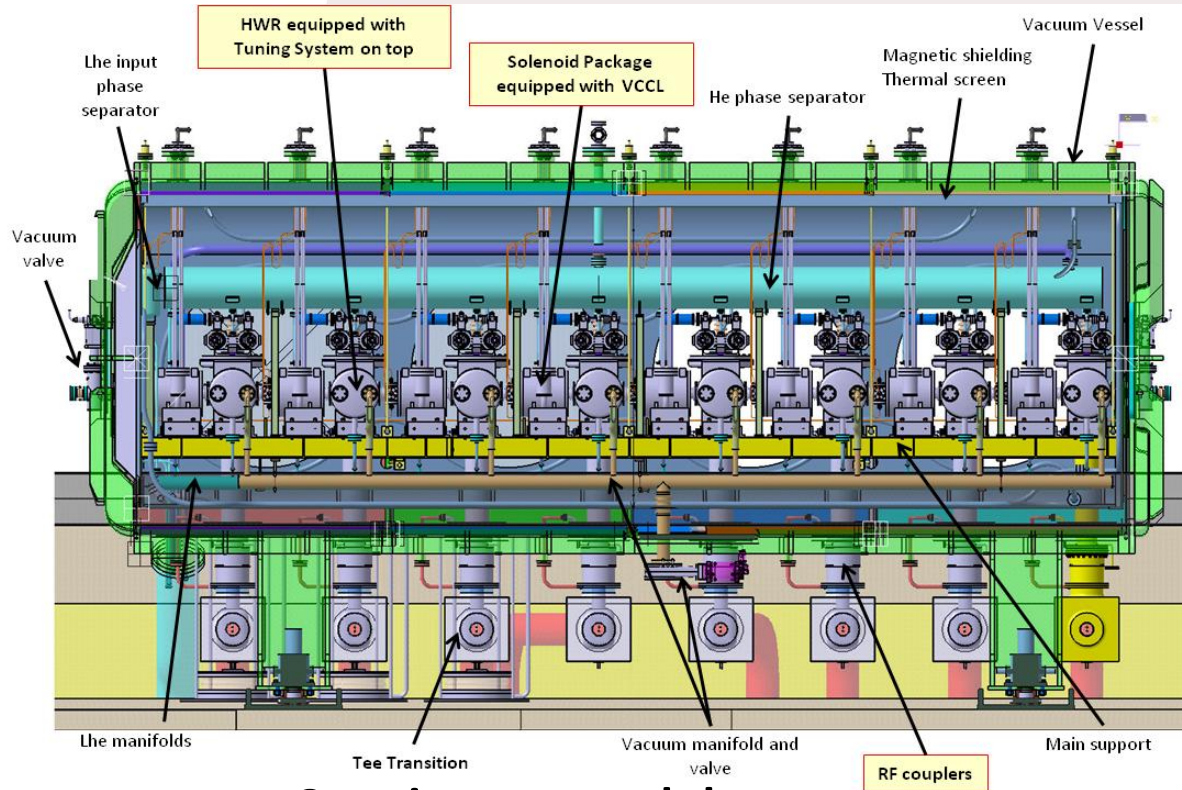 HWR equipped with
Tuning System on top
Vacuum Vessel
Lhe input
phase
separator
Solenoid Package
equipped with VCCL
Magnetic shielding
Thermal screen
He phase separator
Vacuum
valve
Lhe manifolds
Tee Transition
Vacuum manifold and
valve
RF couplers
Main support